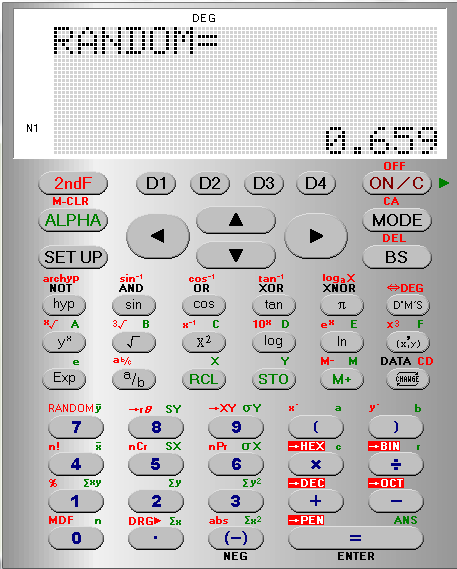 DEG
RANDOM=
N1
0.659
OFF
2ndF D1 D2 D3 D4 ON/C
M-CLR CA
ALPHA ◀ ▲ ▶ MODE
DEL
SET UP ▼ BS
archyp sin⁻¹ cos⁻¹ tan⁻¹ logₐX ⇔DEG
NOT AND OR XOR XNOR
hyp sin cos tan π D°M'S
ˣ√ A ³√ B x⁻¹ C 10ˣ D eˣ E x³ F
yˣ √ X² log ln (x,y)
e aᵇ/c X Y M- M DATA CD
Exp a/b RCL STO M+ CHANGE
RANDOM ȳ →rθ SY →XY σY x' a y' b
7 8 9 ( )
n! x̄ nCr SX nPr σX →HEX c →BIN r
4 5 6 × ÷
% Σxy Σy Σy² →DEC →OCT
1 2 3 + −
MDF n DRG▶ Σx abs Σx² →PEN ANS
0 . (−) =
NEG ENTER